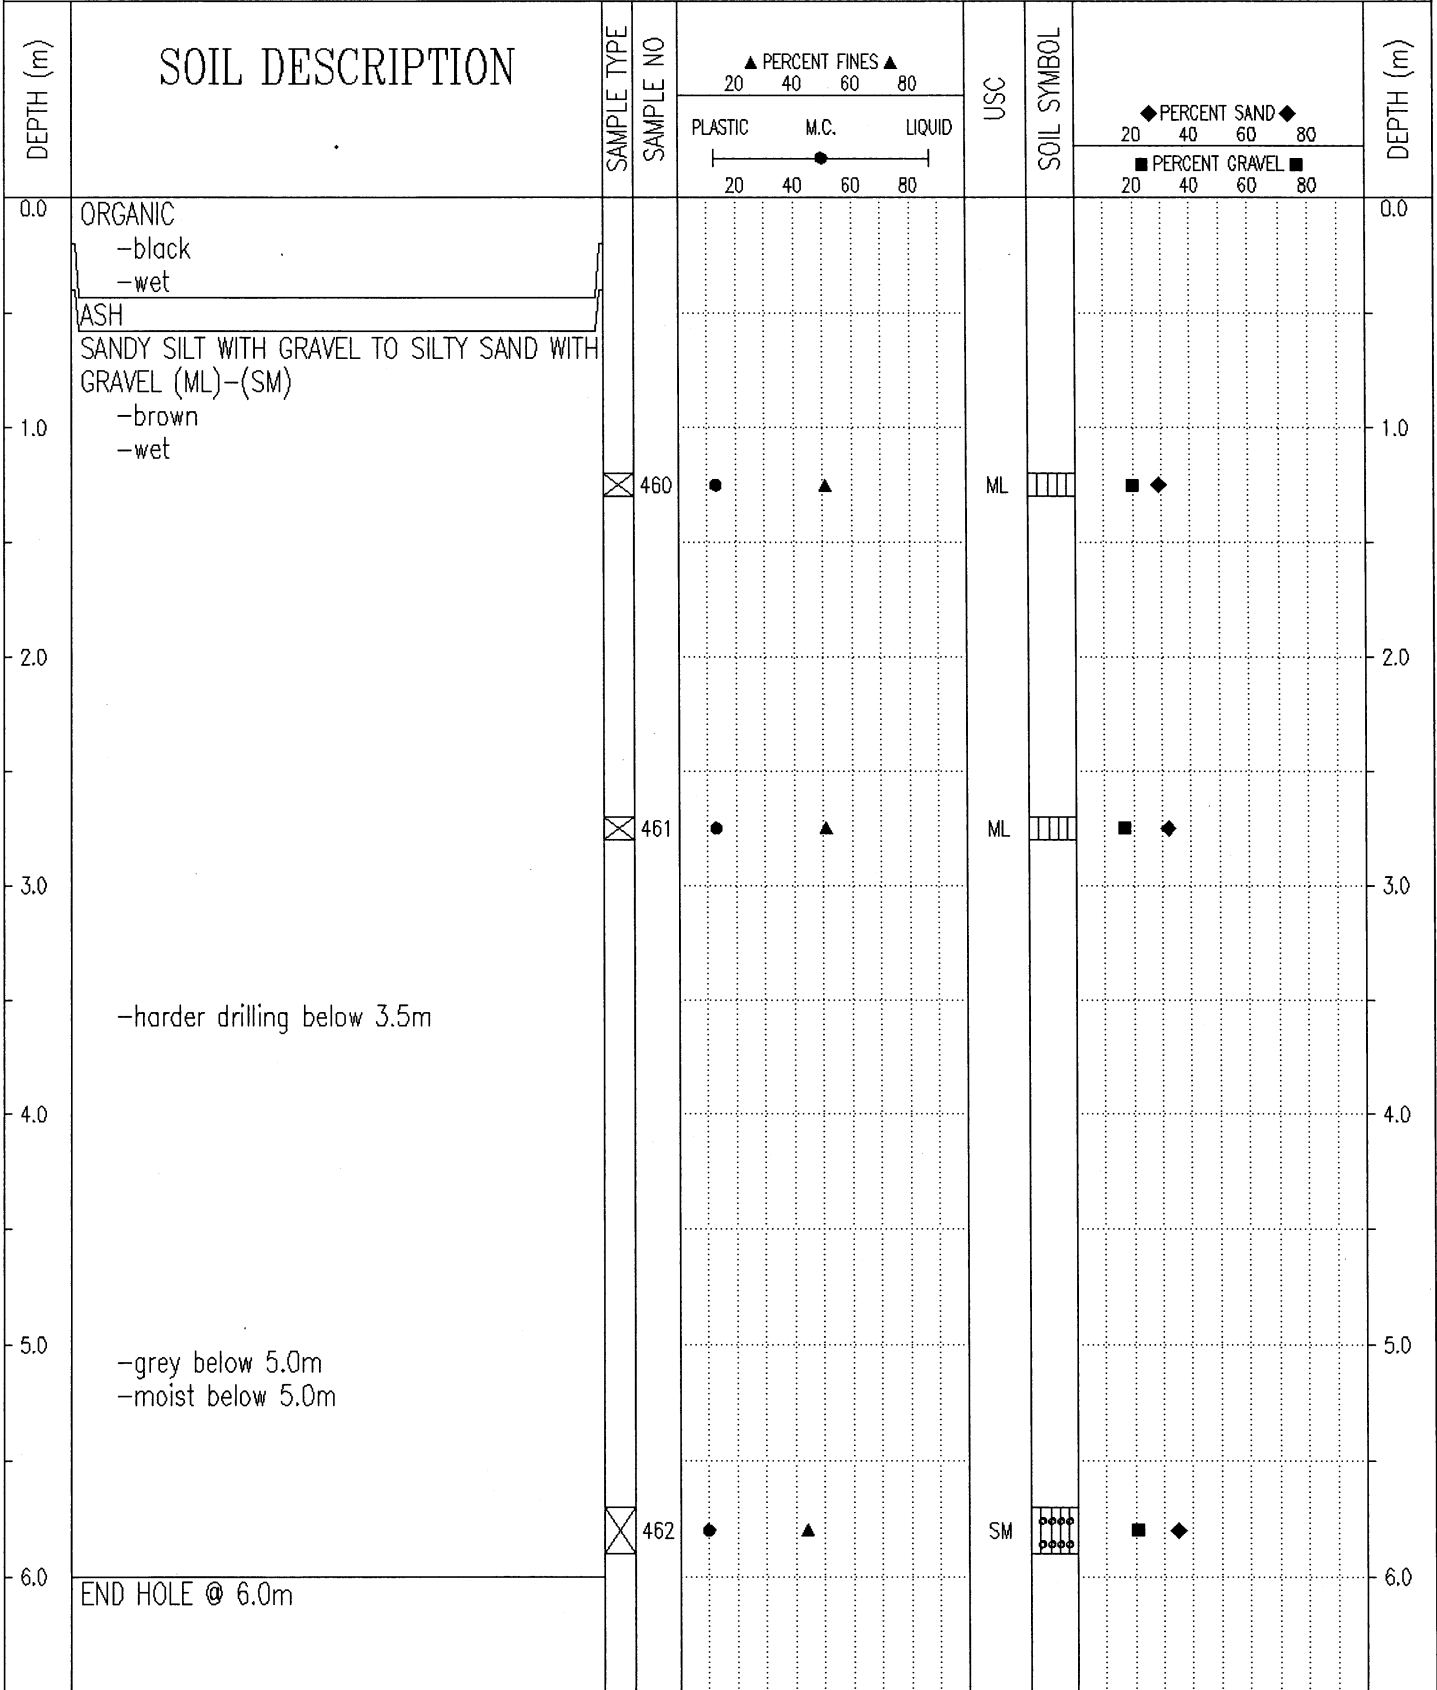 DEPTH (m)
SOIL DESCRIPTION
SAMPLE TYPE
SAMPLE NO
▲ PERCENT FINES ▲
20 40 60 80
PLASTIC M.C. LIQUID
20 40 60 80
USC
SOIL SYMBOL
◆ PERCENT SAND ◆
20 40 60 80
■ PERCENT GRAVEL ■
20 40 60 80
DEPTH (m)
0.0 ORGANIC 0.0
-black
-wet
ASH
SANDY SILT WITH GRAVEL TO SILTY SAND WITH
GRAVEL (ML)-(SM)
-brown
1.0 1.0
-wet
460 ML
2.0 2.0
461 ML
3.0 3.0
-harder drilling below 3.5m
4.0 4.0
5.0 5.0
-grey below 5.0m
-moist below 5.0m
462 SM
6.0 6.0
END HOLE @ 6.0m